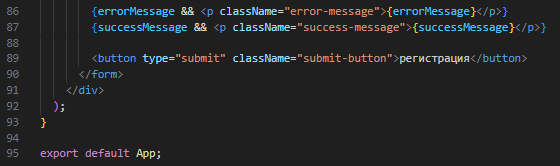 86 {errorMessage && <p className="error-message">{errorMessage}</p>}
87 {successMessage && <p className="success-message">{successMessage}</p>}
88
89 <button type="submit" className="submit-button">регистрация</button>
90 </form>
91 </div>
92 );
93 }
94
95 export default App;